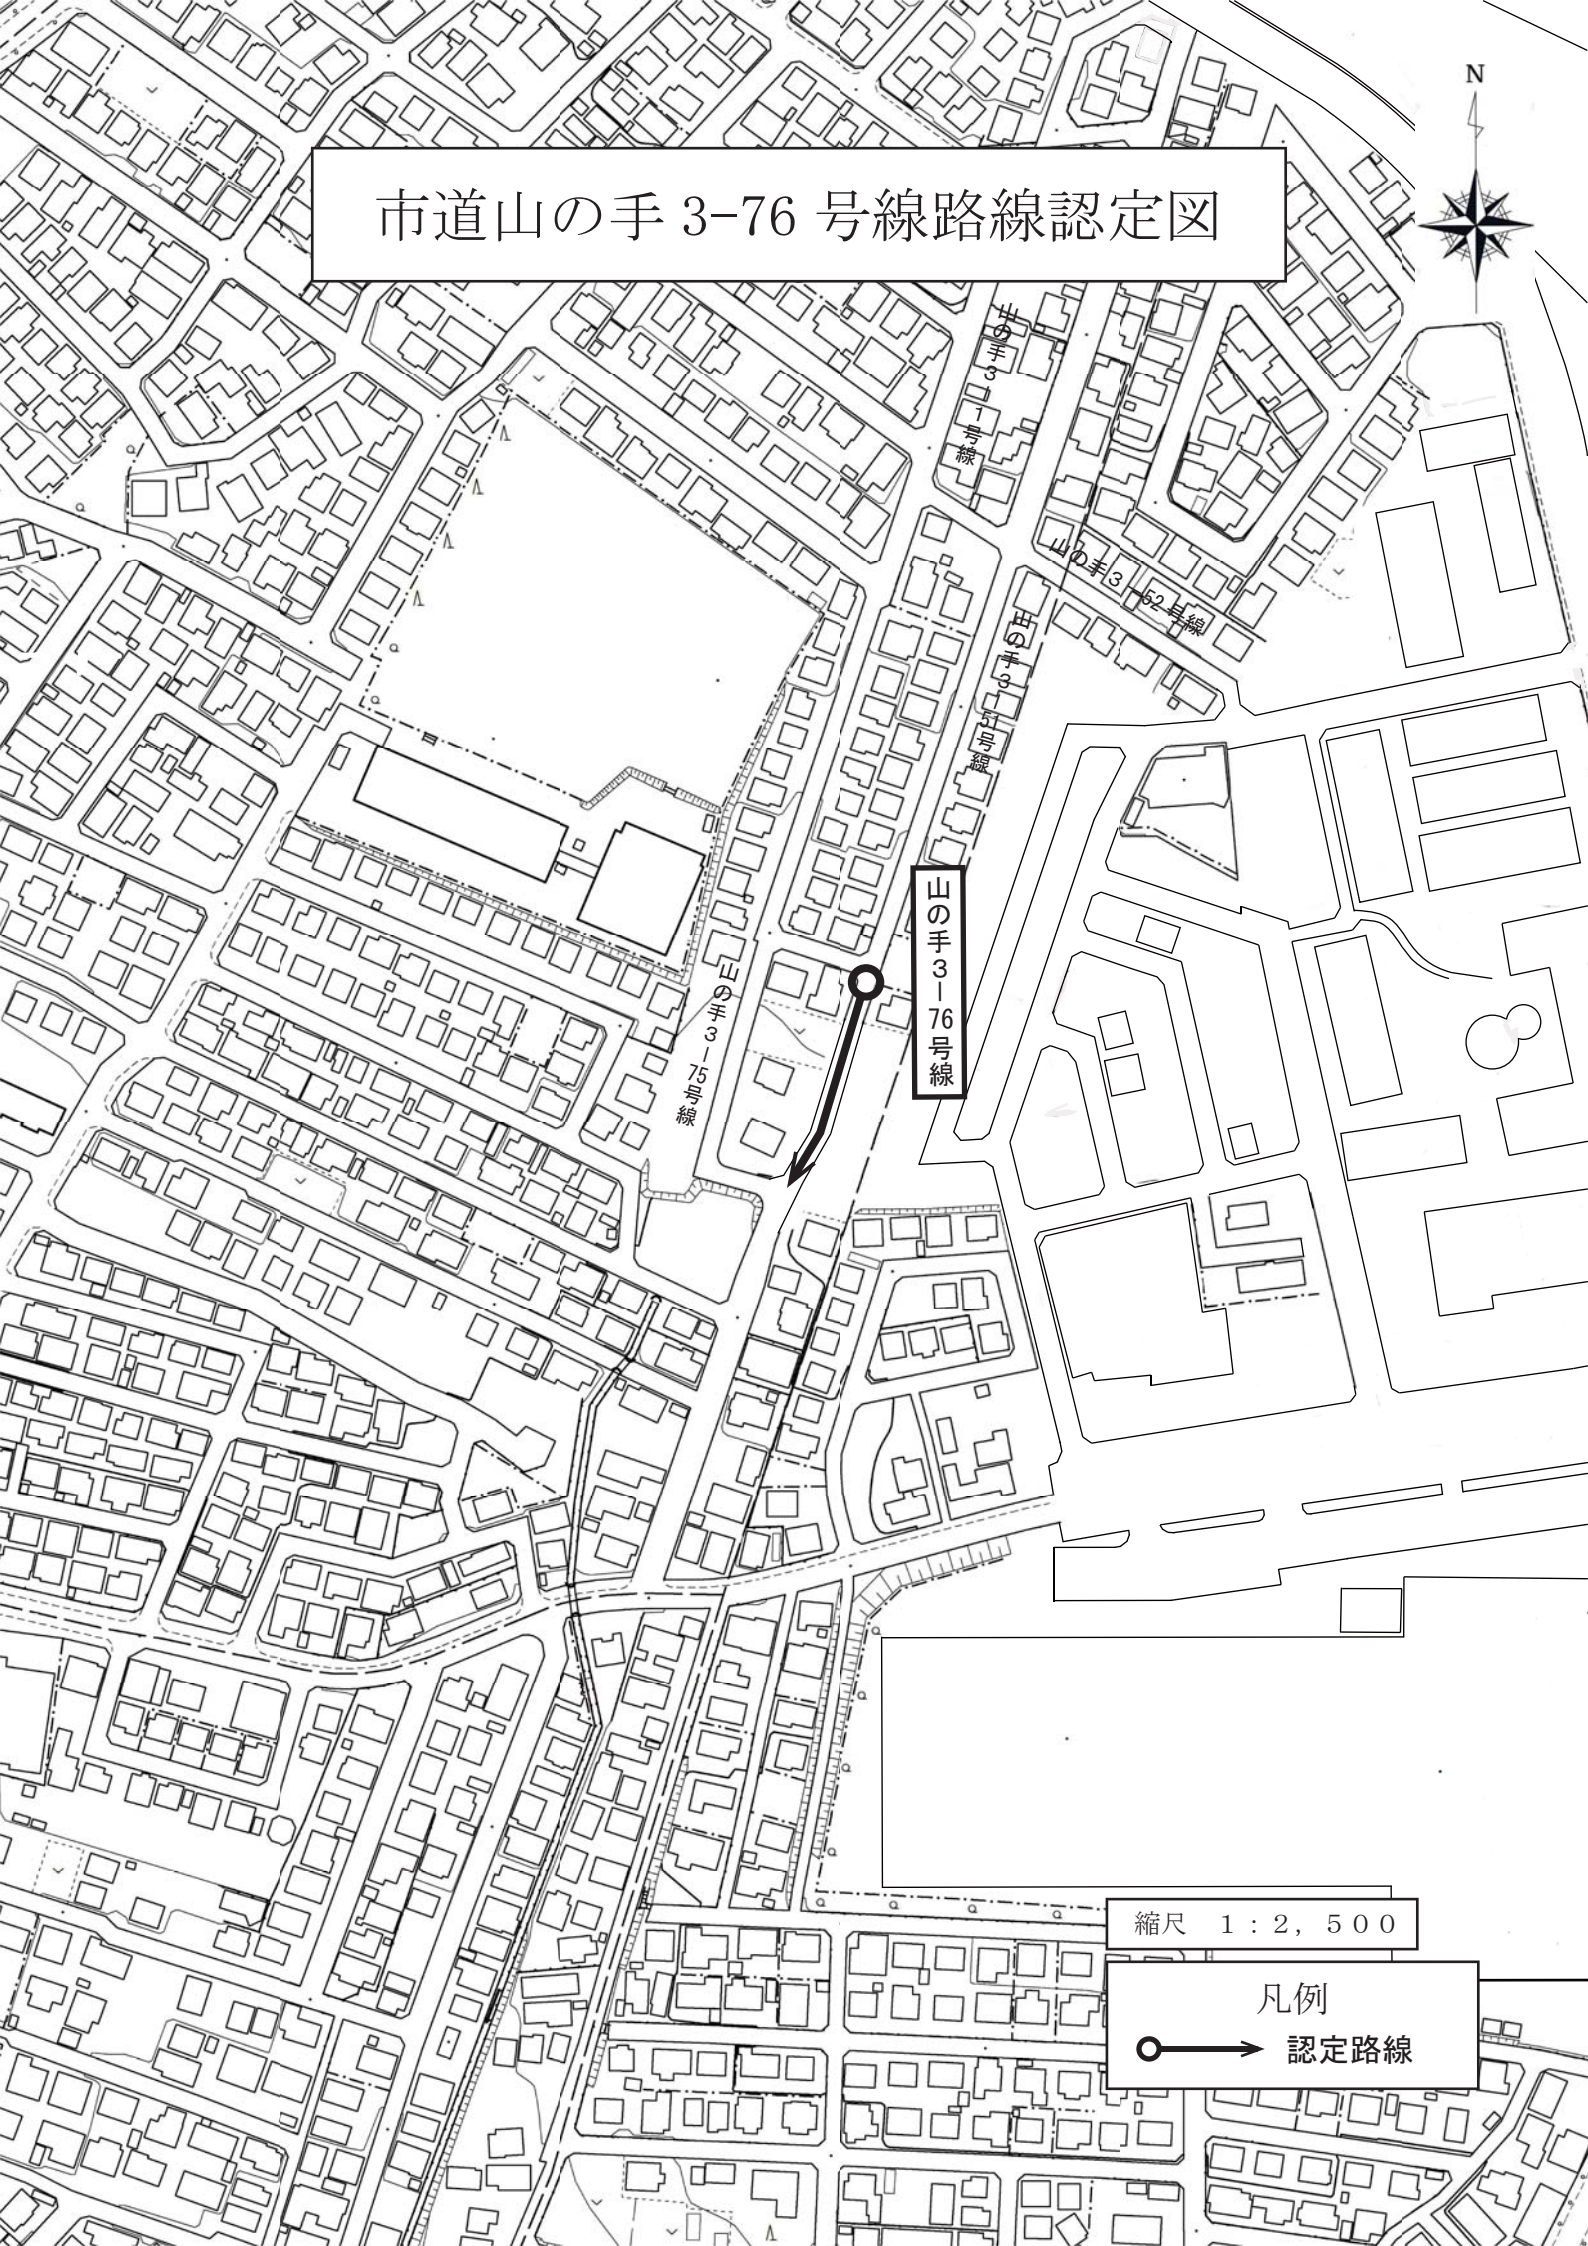 N
市道山の手 3-76 号線路線認定図
山の手3-1号線
山の手3-52号線
山の手3-51号線
山の手3-76号線
山の手3-75号線
縮尺　1：2，500
凡例
認定路線